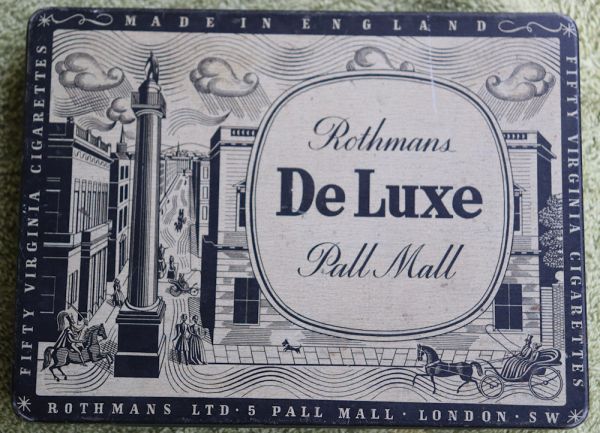 MADE IN ENGLAND
FIFTY VIRGINIA CIGARETTES
Rothmans
De Luxe
Pall Mall
FIFTY VIRGINIA CIGARETTES
ROTHMANS LTD · 5 PALL MALL · LONDON · SW